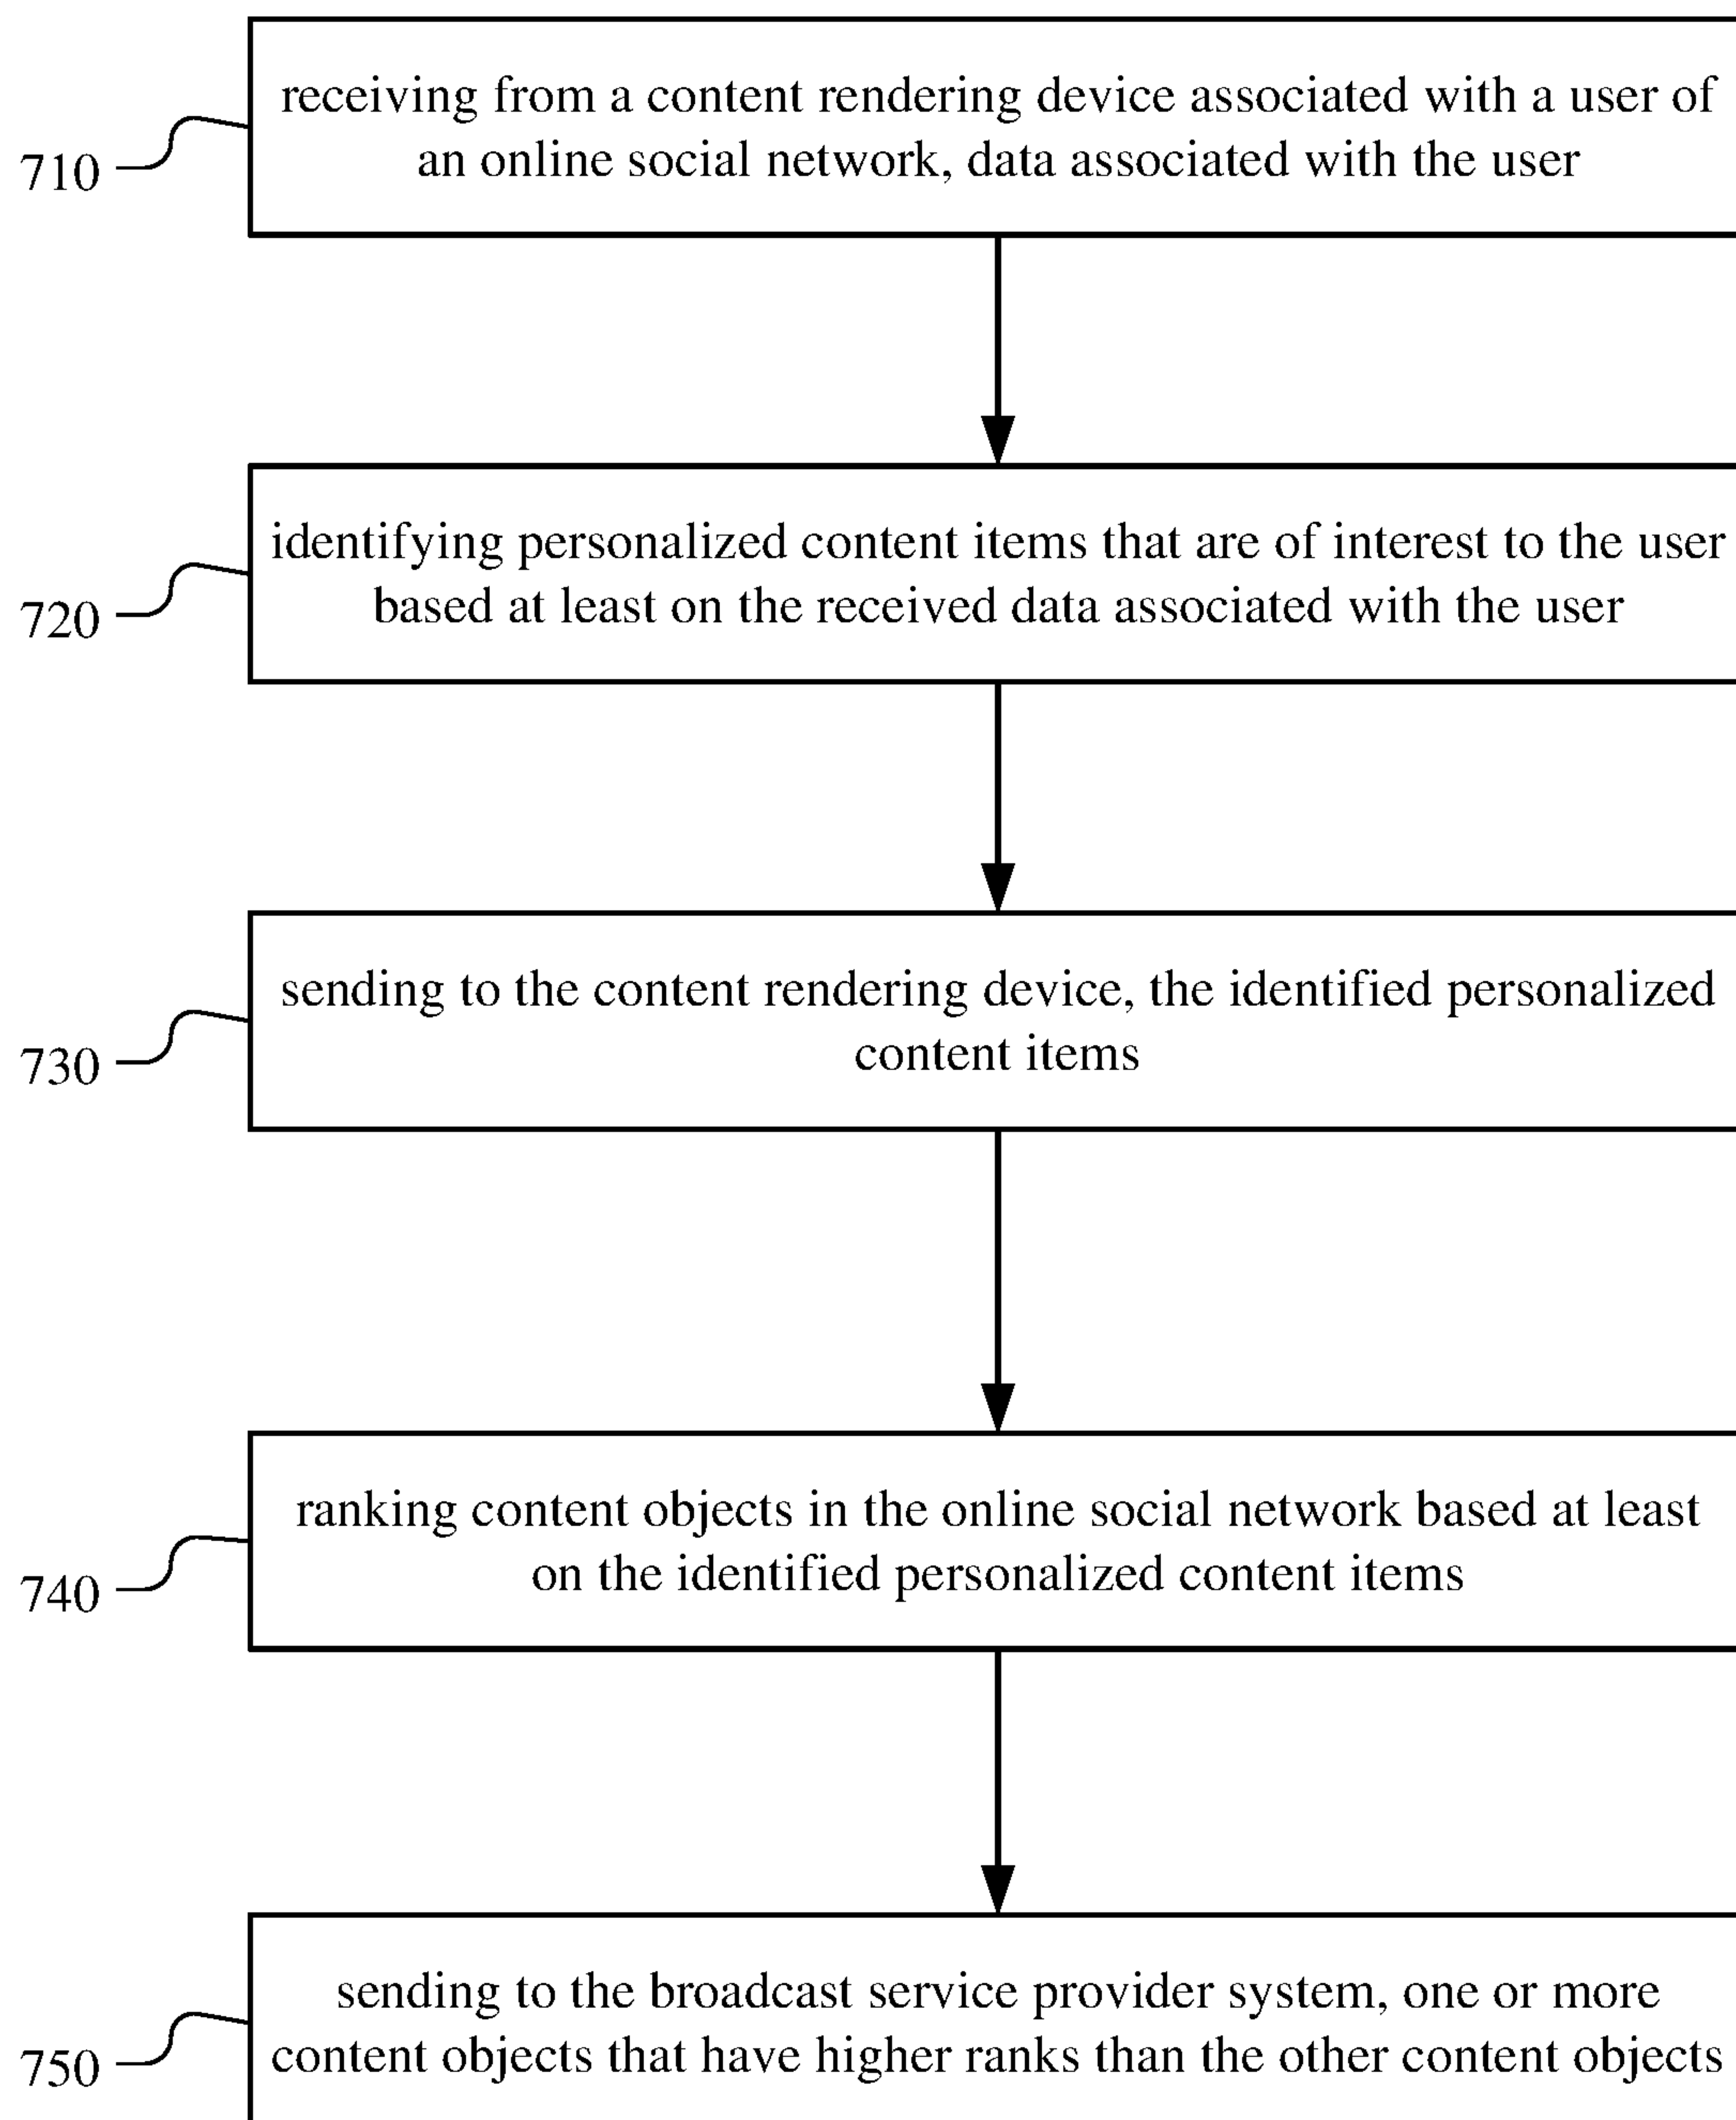 receiving from a content rendering device associated with a user of
an online social network, data associated with the user
710
identifying personalized content items that are of interest to the user
based at least on the received data associated with the user
720
sending to the content rendering device, the identified personalized
content items
730
ranking content objects in the online social network based at least
on the identified personalized content items
740
sending to the broadcast service provider system, one or more
content objects that have higher ranks than the other content objects
750